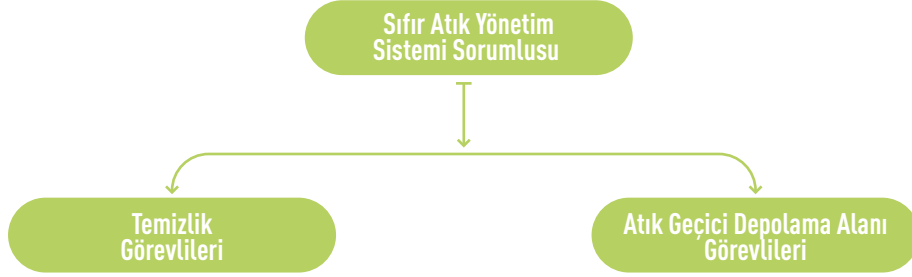 Sıfır Atık Yönetim
Sistemi Sorumlusu
Temizlik
Görevlileri
Atık Geçici Depolama Alanı
Görevlileri